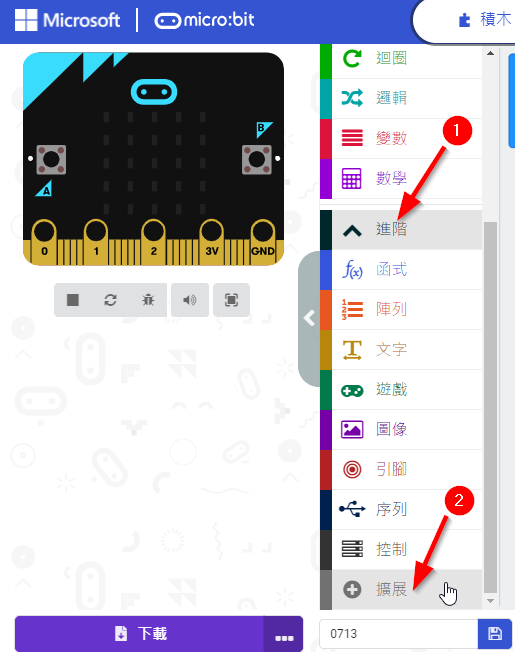 Microsoft
micro:bit
積木
迴圈
邏輯
變數
數學
1
進階
函式
陣列
文字
遊戲
圖像
引腳
序列
控制
2
擴展
B
A
0
1
2
3V
GND
下載
0713